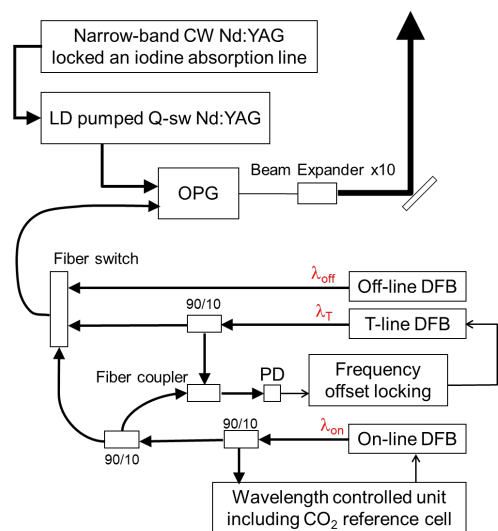 Narrow-band CW Nd:YAG
locked an iodine absorption line
LD pumped Q-sw Nd:YAG
Beam Expander x10
OPG
Fiber switch
λoff
Off-line DFB
90/10
λT
T-line DFB
Fiber coupler
PD
Frequency
offset locking
90/10
λon
On-line DFB
90/10
Wavelength controlled unit
including CO2 reference cell